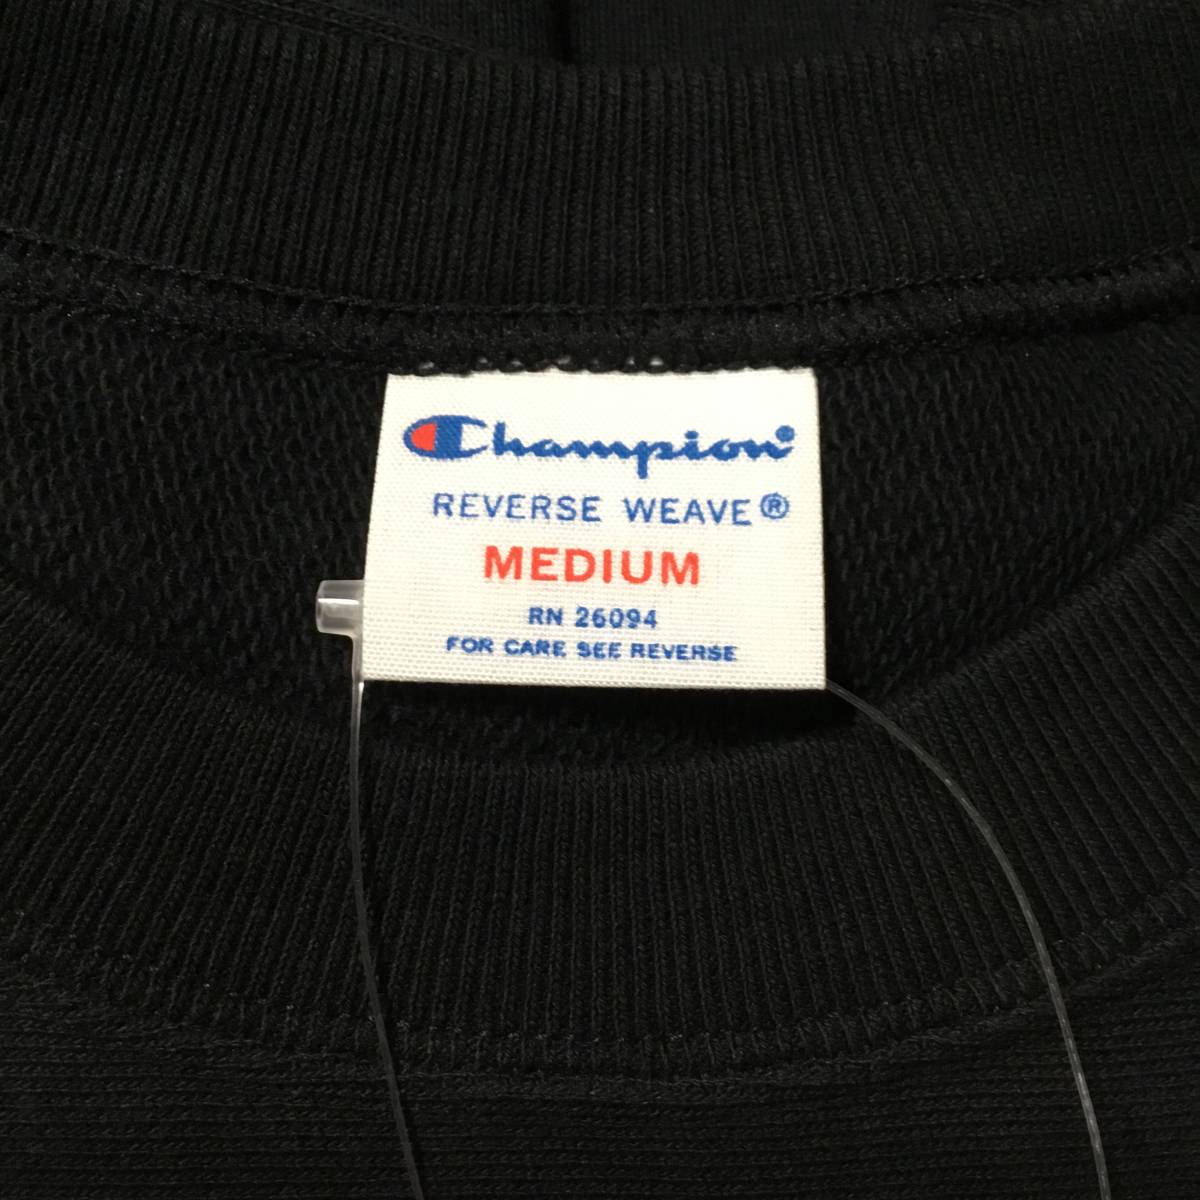 Champion®
REVERSE WEAVE®
MEDIUM
RN 26094
FOR CARE SEE REVERSE